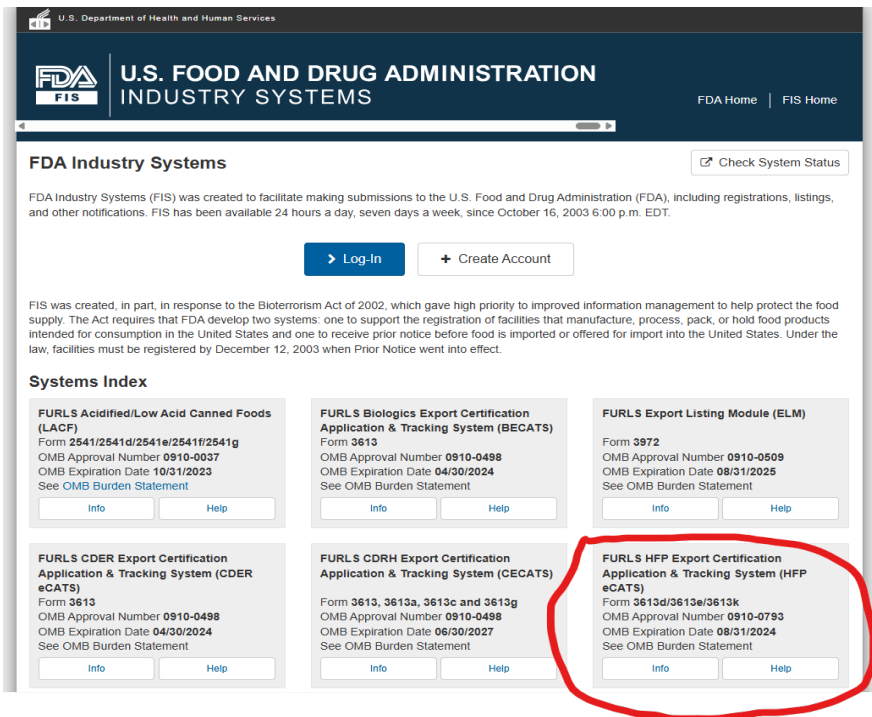 U.S. Department of Health and Human Services
FDA
FIS
U.S. FOOD AND DRUG ADMINISTRATION
INDUSTRY SYSTEMS
FDA Home | FIS Home
FDA Industry Systems
Check System Status
FDA Industry Systems (FIS) was created to facilitate making submissions to the U.S. Food and Drug Administration (FDA), including registrations, listings,
and other notifications. FIS has been available 24 hours a day, seven days a week, since October 16, 2003 6:00 p.m. EDT.
Log-In
Create Account
FIS was created, in part, in response to the Bioterrorism Act of 2002, which gave high priority to improved information management to help protect the food
supply. The Act requires that FDA develop two systems: one to support the registration of facilities that manufacture, process, pack, or hold food products
intended for consumption in the United States and one to receive prior notice before food is imported or offered for import into the United States. Under the
law, facilities must be registered by December 12, 2003 when Prior Notice went into effect.
Systems Index
FURLS Acidified/Low Acid Canned Foods
(LACF)
Form 2541/2541d/2541e/2541f/2541g
OMB Approval Number 0910-0037
OMB Expiration Date 10/31/2023
See OMB Burden Statement
Info
Help
FURLS Biologics Export Certification
Application & Tracking System (BECATS)
Form 3613
OMB Approval Number 0910-0498
OMB Expiration Date 04/30/2024
See OMB Burden Statement
Info
Help
FURLS Export Listing Module (ELM)
Form 3972
OMB Approval Number 0910-0509
OMB Expiration Date 08/31/2025
See OMB Burden Statement
Info
Help
FURLS CDER Export Certification
Application & Tracking System (CDER
eCATS)
Form 3613
OMB Approval Number 0910-0498
OMB Expiration Date 04/30/2024
See OMB Burden Statement
Info
Help
FURLS CDRH Export Certification
Application & Tracking System (CECATS)
Form 3613, 3613a, 3613c and 3613g
OMB Approval Number 0910-0498
OMB Expiration Date 06/30/2027
See OMB Burden Statement
Info
Help
FURLS HFP Export Certification
Application & Tracking System (HFP
eCATS)
Form 3613d/3613e/3613k
OMB Approval Number 0910-0793
OMB Expiration Date 08/31/2024
See OMB Burden Statement
Info
Help